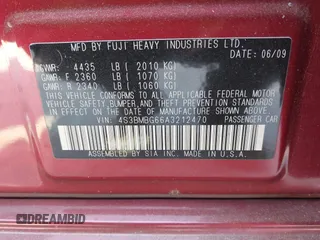 MFD BY FUJI HEAVY INDUSTRIES LTD.
DATE: 06/09
GVWR: 4435 LB ( 2010 KG)
GAWR: F 2360 LB ( 1070 KG)
GAWR: R 2340 LB ( 1060 KG)
THIS VEHICLE CONFORMS TO ALL APPLICABLE FEDERAL MOTOR
VEHICLE SAFETY, BUMPER, AND THEFT PREVENTION STANDARDS
IN EFFECT ON THE DATE OF MANUFACTURE SHOWN ABOVE.
VIN: 4S3BMBG66A3212470 PASSENGER CAR
ASSEMBLED BY SIA INC. MADE IN U.S.A.
DREAMBID